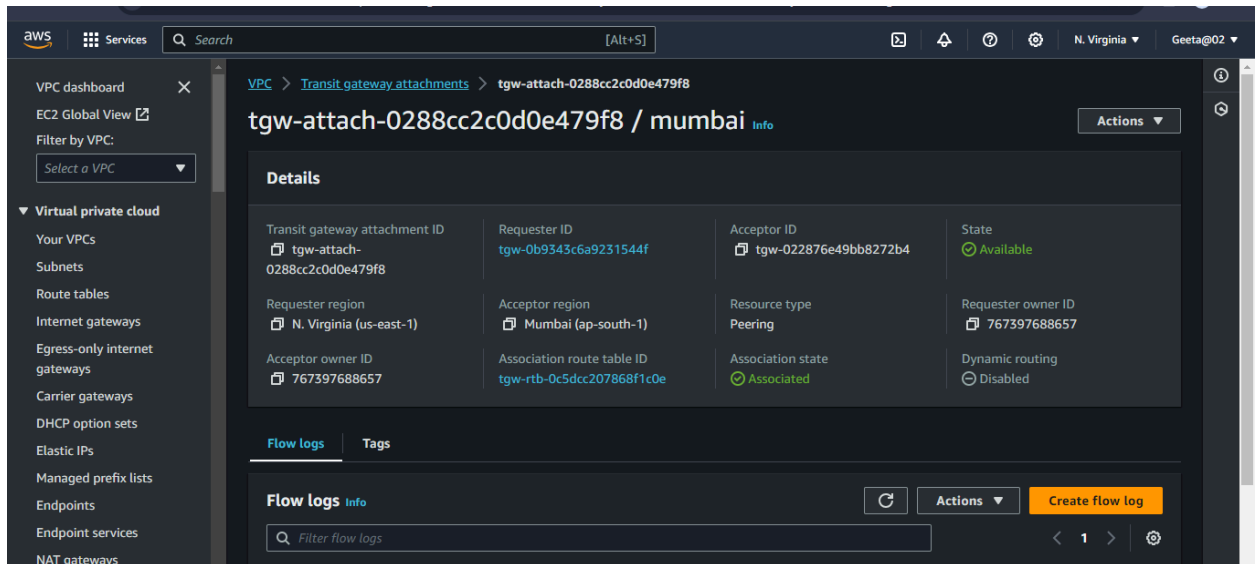 aws
Services
Search
[Alt+S]
N. Virginia
Geeta@02
VPC dashboard
EC2 Global View
Filter by VPC:
Select a VPC
Virtual private cloud
Your VPCs
Subnets
Route tables
Internet gateways
Egress-only internet
gateways
Carrier gateways
DHCP option sets
Elastic IPs
Managed prefix lists
Endpoints
Endpoint services
NAT gateways
VPC > Transit gateway attachments > tgw-attach-0288cc2c0d0e479f8
tgw-attach-0288cc2c0d0e479f8 / mumbai Info
Actions
Details
Transit gateway attachment ID
tgw-attach-
0288cc2c0d0e479f8
Requester ID
tgw-0b9343c6a9231544f
Acceptor ID
tgw-022876e49bb8272b4
State
Available
Requester region
N. Virginia (us-east-1)
Acceptor region
Mumbai (ap-south-1)
Resource type
Peering
Requester owner ID
767397688657
Acceptor owner ID
767397688657
Association route table ID
tgw-rtb-0c5dcc207868f1c0e
Association state
Associated
Dynamic routing
Disabled
Flow logs
Tags
Flow logs Info
Actions
Create flow log
Filter flow logs
< 1 >